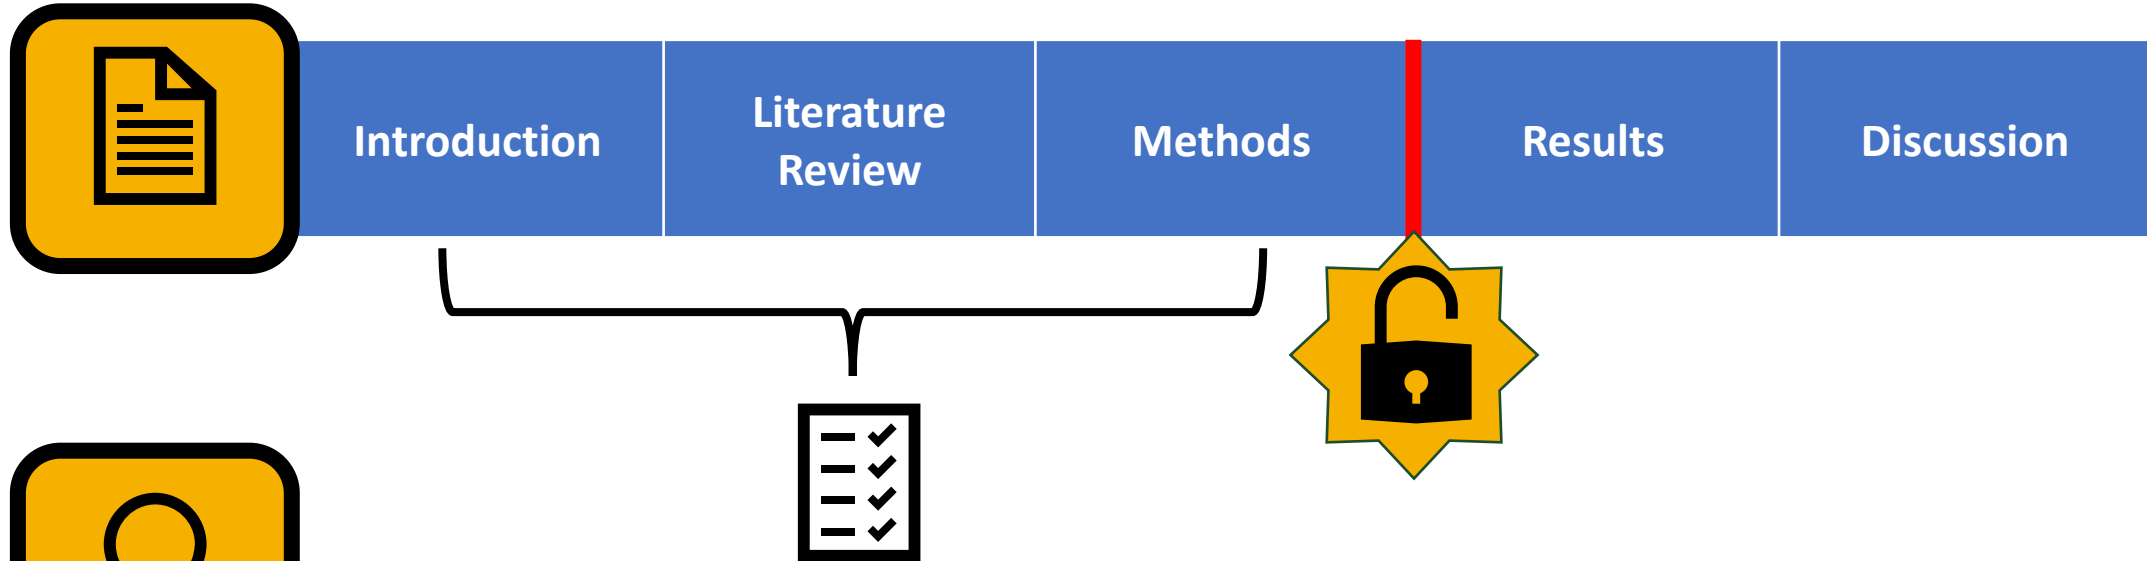 Introduction
Literature
Review
Methods
Results
Discussion